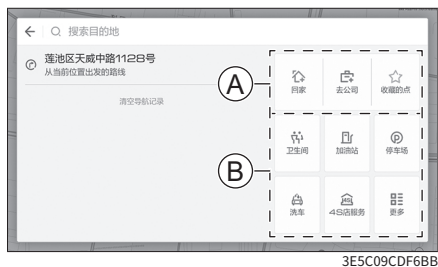 搜索目的地
莲池区天威中路1128号
从当前位置出发的路线
清空导航记录
A
回家
去公司
收藏的点
B
卫生间
加油站
P
停车场
洗车
4S
4S店服务
更多
3E5C09CDF6BB